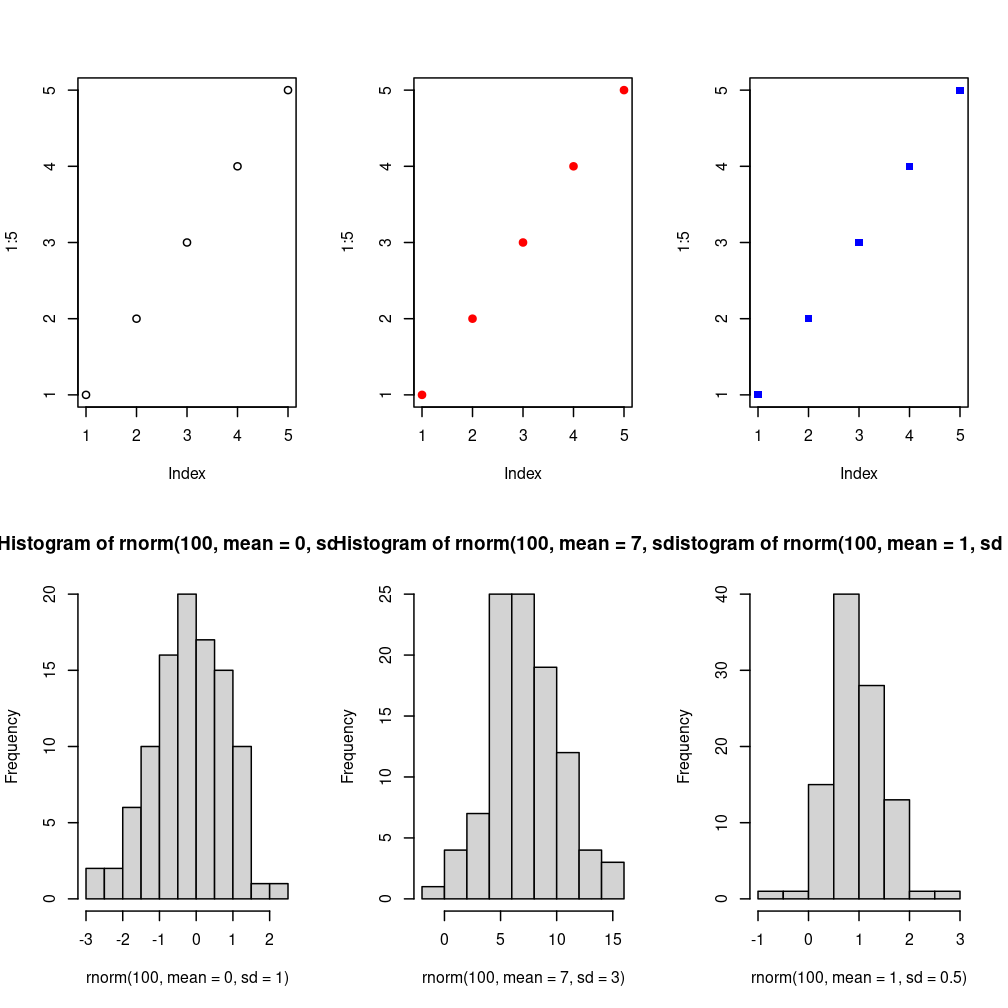 5
4
3
2
1
1:5
1 2 3 4 5
Index
5
4
3
2
1
1:5
1 2 3 4 5
Index
5
4
3
2
1
1:5
1 2 3 4 5
Index
Histogram of rnorm(100, mean = 0, sd
20
15
10
5
0
Frequency
-3 -2 -1 0 1 2
rnorm(100, mean = 0, sd = 1)
Histogram of rnorm(100, mean = 7, sd
25
20
15
10
5
0
Frequency
0 5 10 15
rnorm(100, mean = 7, sd = 3)
istogram of rnorm(100, mean = 1, sd
40
30
20
10
0
Frequency
-1 0 1 2 3
rnorm(100, mean = 1, sd = 0.5)